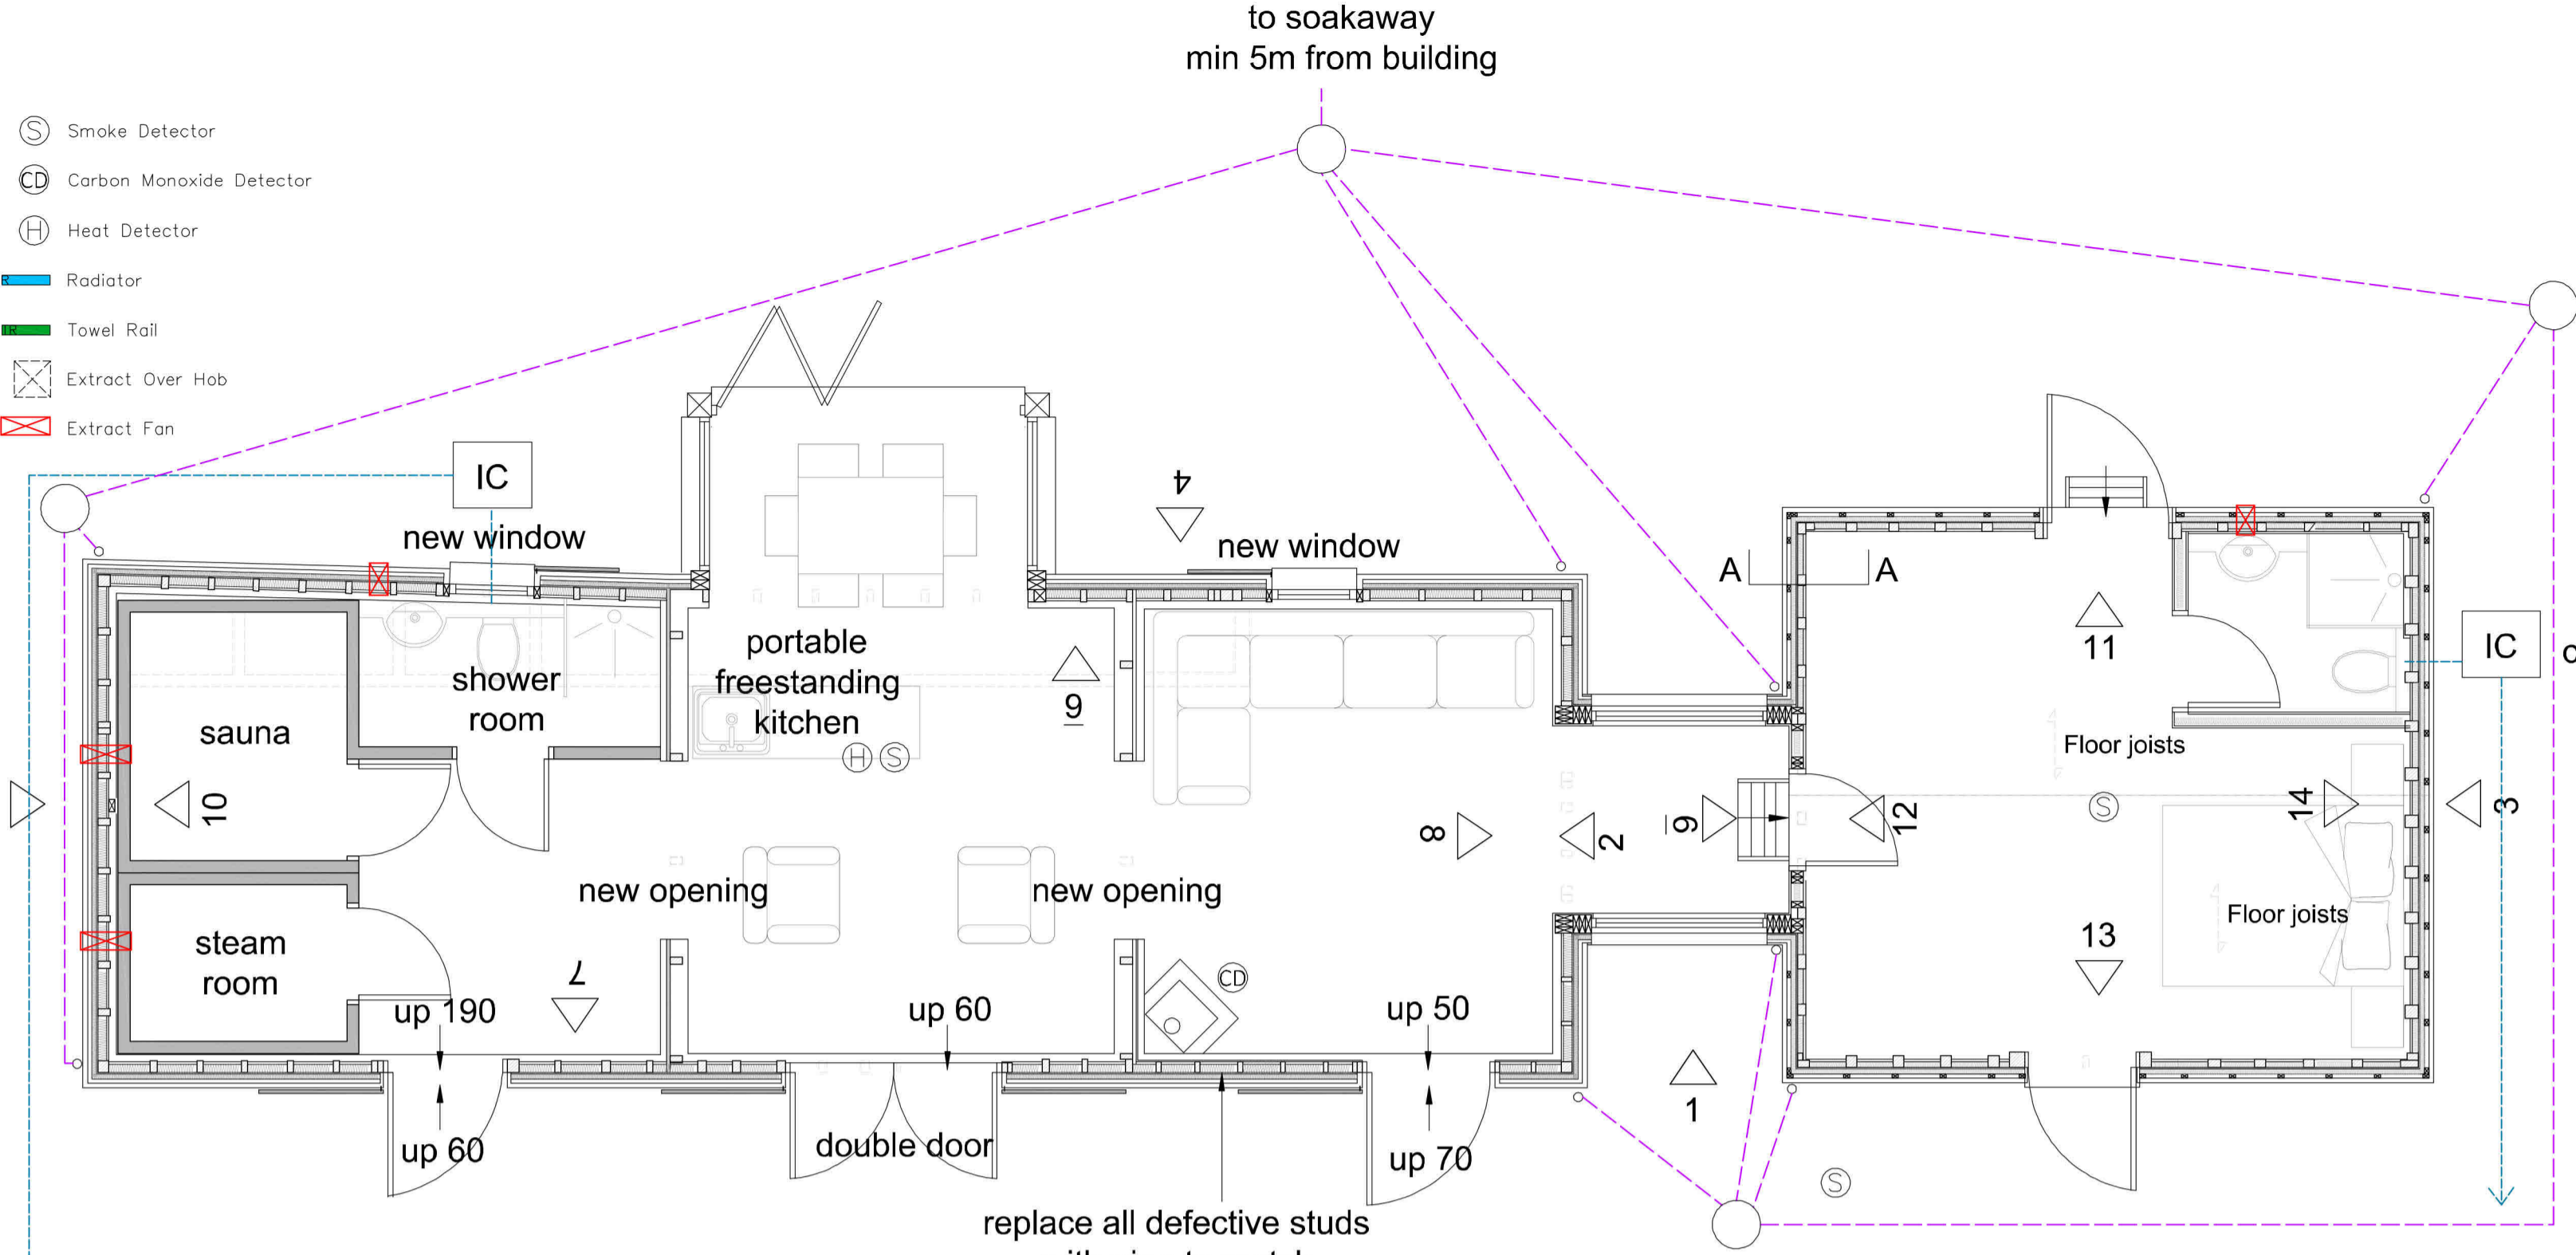 to soakaway
min 5m from building
S Smoke Detector
CD Carbon Monoxide Detector
H Heat Detector
R Radiator
TR Towel Rail
Extract Over Hob
Extract Fan
IC
new window
4
new window
A A
portable
freestanding
kitchen
shower
room
sauna
9
11
IC
H S
Floor joists
10
8
2
9
12
S
14
3
new opening
new opening
steam
room
Floor joists
13
7
CD
up 190
up 60
up 50
1
up 60
double door
up 70
S
replace all defective studs